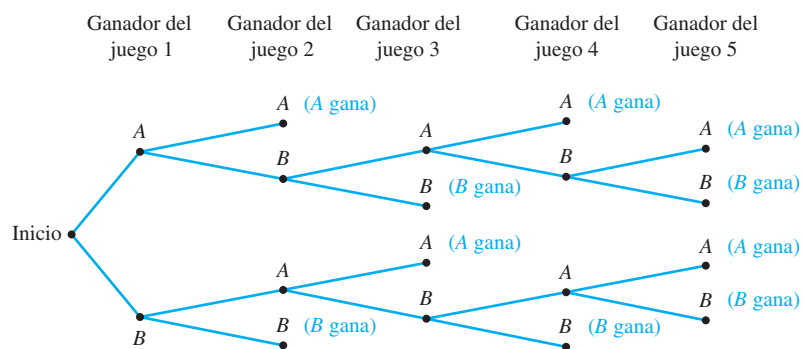 Ganador del Ganador del Ganador del Ganador del Ganador del
juego 1 juego 2 juego 3 juego 4 juego 5
A (A gana) A (A gana)
A A A (A gana)
B B
B (B gana) B (B gana)
Inicio
A (A gana) A (A gana)
A A
B B B (B gana)
B B (B gana) B (B gana)